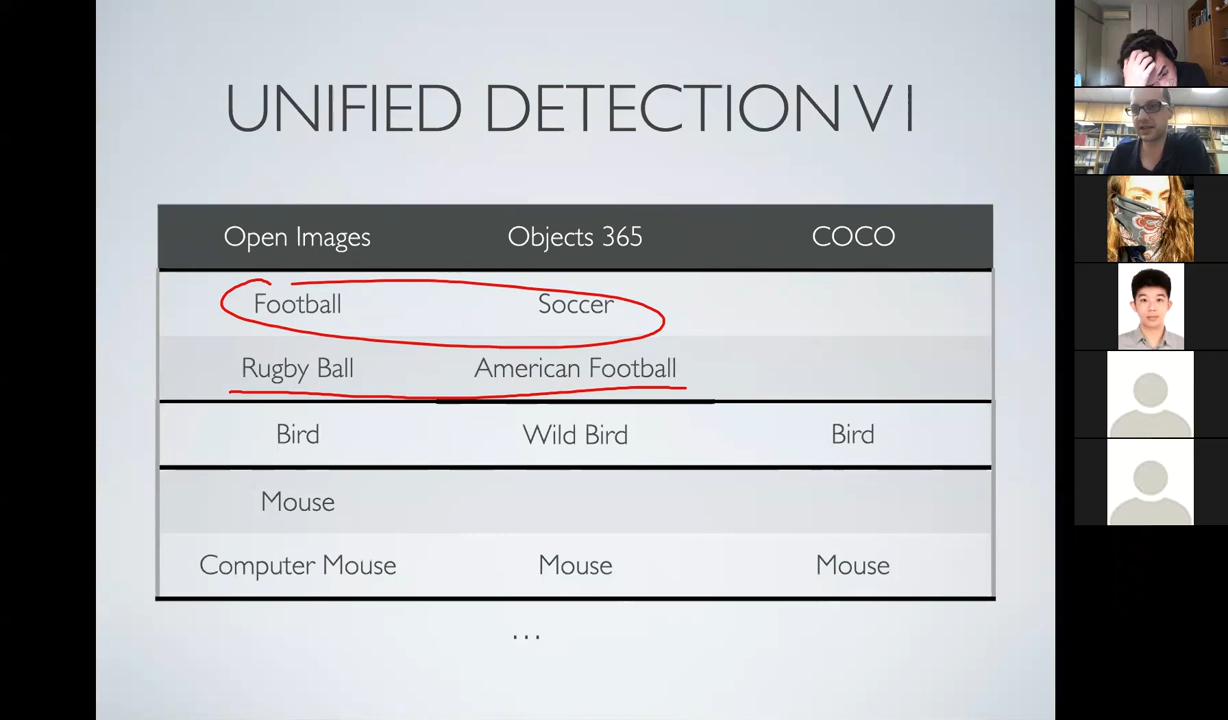 UNIFIED DETECTION V1
Open Images Objects 365 COCO
Football Soccer
Rugby Ball American Football
Bird Wild Bird Bird
Mouse
Computer Mouse Mouse Mouse
...